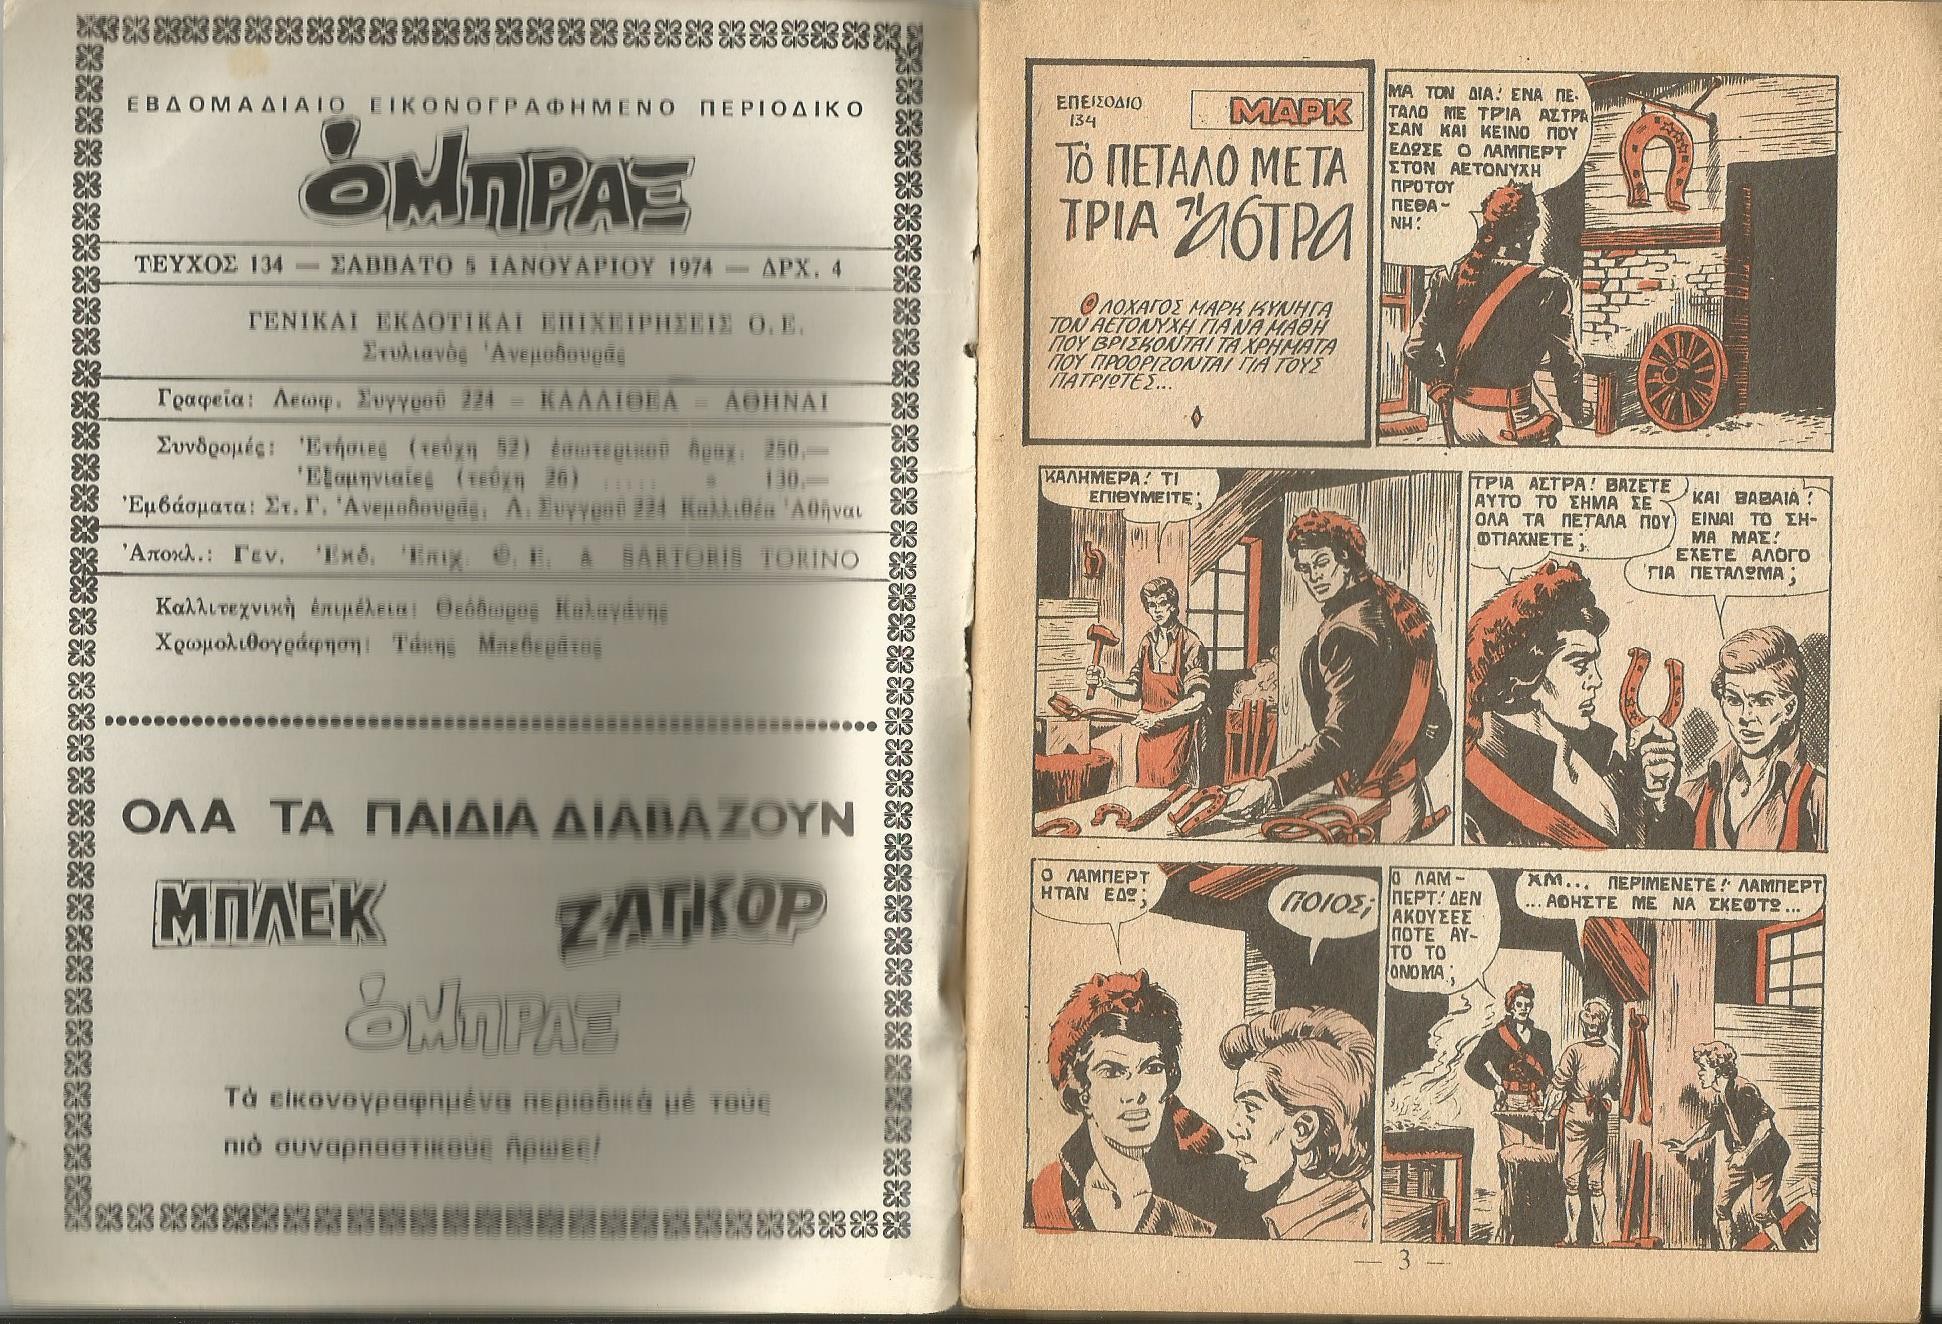 ΕΒΔΟΜΑΔΙΑΙΟ ΕΙΚΟΝΟΓΡΑΦΗΜΕΝΟ ΠΕΡΙΟΔΙΚΟ
ὉΜΠΡΑΞ
ΤΕΥΧΟΣ 134 — ΣΑΒΒΑΤΟ 5 ΙΑΝΟΥΑΡΙΟΥ 1974 — ΔΡΧ. 4
ΓΕΝΙΚΑΙ ΕΚΔΟΤΙΚΑΙ ΕΠΙΧΕΙΡΗΣΕΙΣ Ο.Ε.
Στυλιανὸς Ἀνεμοδουρᾶς
Γραφεῖα: Λεωφ. Συγγροῦ 224 – ΚΑΛΛΙΘΕΑ – ΑΘΗΝΑΙ
Συνδρομές: Ἐτήσιες (τεύχη 52) ἐσωτερικοῦ δραχ. 250.—
Ἐξαμηνιαῖες (τεύχη 26) ..... » 130.—
Ἐμβάσματα: Στ. Γ. Ἀνεμοδουρᾶς, Λ. Συγγροῦ 224 Καλλιθέα Ἀθῆναι
Ἀποκλ.: Γεν. Ἐκδ. Ἐπιχ. Ο. Ε. & SARTORIS TORINO
Καλλιτεχνικὴ ἐπιμέλεια: Θεόδωρος Καλαγάνης
Χρωμολιθογράφηση: Τάκης
ΟΛΑ ΤΑ ΠΑΙΔΙΑ ΔΙΑΒΑΖΟΥΝ
ΜΠΛΕΚ ΖΑΓΚΟΡ
ὉΜΠΡΑΞ
Τὰ εἰκονογραφημένα περιοδικά μέ τοὺς
πιὸ συναρπαστικοὺς ἥρωες!
ΕΠΕΙΣΟΔΙΟ
134
ΜΑΡΚ
ΤΟ ΠΕΤΑΛΟ ΜΕ ΤΑ
ΤΡΙΑ ἌΣΤΡΑ
Ο ΛΟΧΑΓΟΣ ΜΑΡΚ ΚΥΝΗΓΑ
ΤΟΝ ΑΕΤΟΝΥΧΗ ΓΙΑ ΝΑ ΜΑΘΗ
ΠΟΥ ΒΡΙΣΚΟΝΤΑΙ ΤΑ ΧΡΗΜΑΤΑ
ΠΟΥ ΠΡΟΟΡΙΖΟΝΤΑΙ ΓΙΑ ΤΟΥΣ
ΠΑΤΡΙΩΤΕΣ...
ΜΑ ΤΟΝ ΔΙΑ! ΕΝΑ ΠΕ-
ΤΑΛΟ ΜΕ ΤΡΙΑ ΑΣΤΡΑ
ΣΑΝ ΚΑΙ ΚΕΙΝΟ ΠΟΥ
ΕΔΩΣΕ Ο ΛΑΜΠΕΡΤ
ΣΤΟΝ ΑΕΤΟΝΥΧΗ
ΠΡΟΤΟΥ
ΠΕΘΑ-
ΝΗ!
ΚΑΛΗΜΕΡΑ! ΤΙ
ΕΠΙΘΥΜΕΙΤΕ;
ΤΡΙΑ ΑΣΤΡΑ! ΒΑΖΕΤΕ
ΑΥΤΟ ΤΟ ΣΗΜΑ ΣΕ
ΟΛΑ ΤΑ ΠΕΤΑΛΑ ΠΟΥ
ΦΤΙΑΧΝΕΤΕ;
ΚΑΙ ΒΑΒΑΙΑ!
ΕΙΝΑΙ ΤΟ ΣΗ-
ΜΑ ΜΑΣ!
ΕΧΕΤΕ ΑΛΟΓΟ
ΓΙΑ ΠΕΤΑΛΩΜΑ;
Ο ΛΑΜΠΕΡΤ
ΗΤΑΝ ΕΔΩ;
ΠΟΙΟΣ;
Ο ΛΑΜ-
ΠΕΡΤ! ΔΕΝ
ΑΚΟΥΣΕΣ
ΠΟΤΕ ΑΥ-
ΤΟ ΤΟ
ΟΝΟΜΑ;
ΧΜ... ΠΕΡΙΜΕΝΕΤΕ! ΛΑΜΠΕΡΤ
...ΑΦΗΣΤΕ ΜΕ ΝΑ ΣΚΕΦΤΩ...
— 3 —